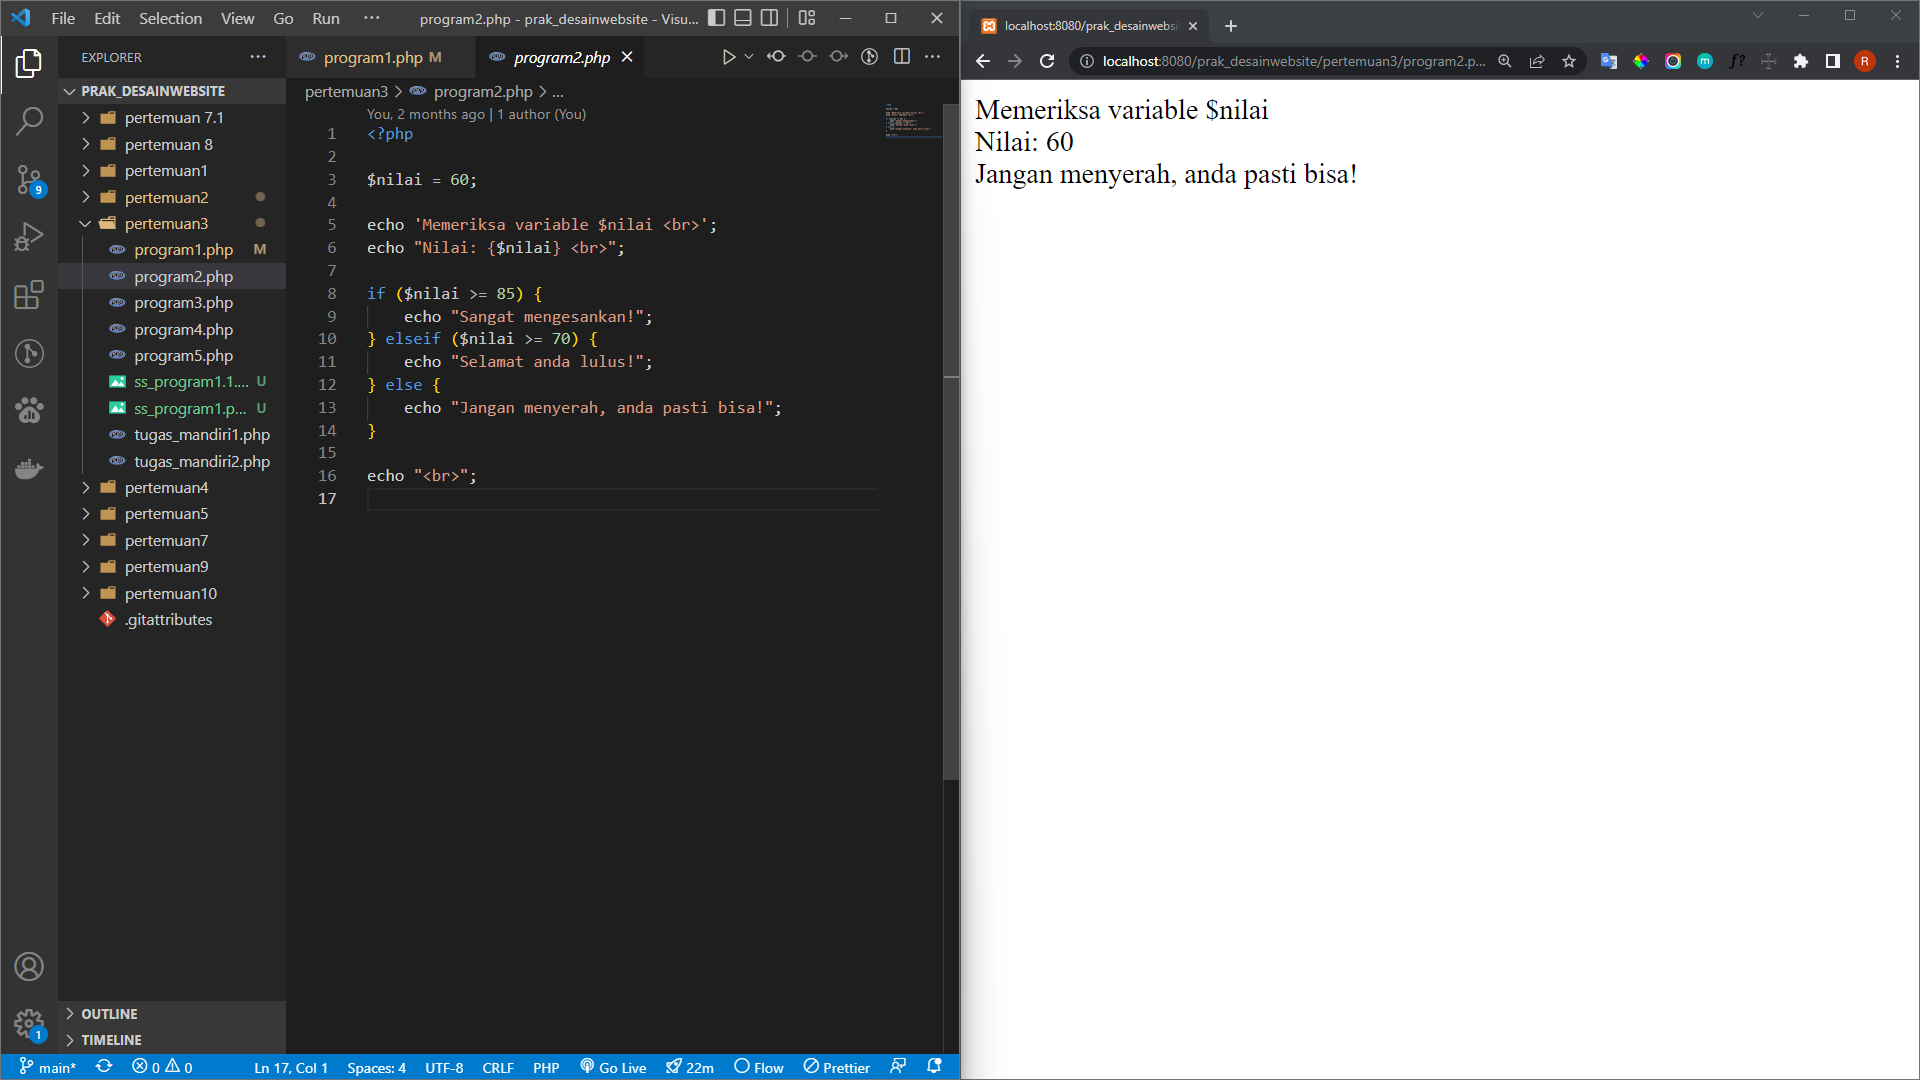 File Edit Selection View Go Run ··· program2.php - prak_desainwebsite - Visu...
EXPLORER ···
PRAK_DESAINWEBSITE
pertemuan 7.1
pertemuan 8
pertemuan1
pertemuan2
pertemuan3
program1.php M
program2.php
program3.php
program4.php
program5.php
ss_program1.1.... U
ss_program1.p... U
tugas_mandiri1.php
tugas_mandiri2.php
pertemuan4
pertemuan5
pertemuan7
pertemuan9
pertemuan10
.gitattributes
OUTLINE
TIMELINE
9
1
program1.php M program2.php
pertemuan3 > program2.php > ...
You, 2 months ago | 1 author (You)
1 <?php
2
3 $nilai = 60;
4
5 echo 'Memeriksa variable $nilai <br>';
6 echo "Nilai: {$nilai} <br>";
7
8 if ($nilai >= 85) {
9 echo "Sangat mengesankan!";
10 } elseif ($nilai >= 70) {
11 echo "Selamat anda lulus!";
12 } else {
13 echo "Jangan menyerah, anda pasti bisa!";
14 }
15
16 echo "<br>";
17
main* 0 0 Ln 17, Col 1 Spaces: 4 UTF-8 CRLF PHP Go Live 22m Flow Prettier
localhost:8080/prak_desainwebsi
localhost:8080/prak_desainwebsite/pertemuan3/program2.p...
m f? R
Memeriksa variable $nilai
Nilai: 60
Jangan menyerah, anda pasti bisa!